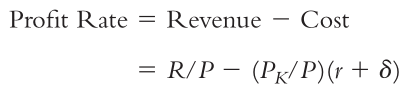 Profit Rate = Revenue − Cost
= R/P − (P_K/P)(r + δ)